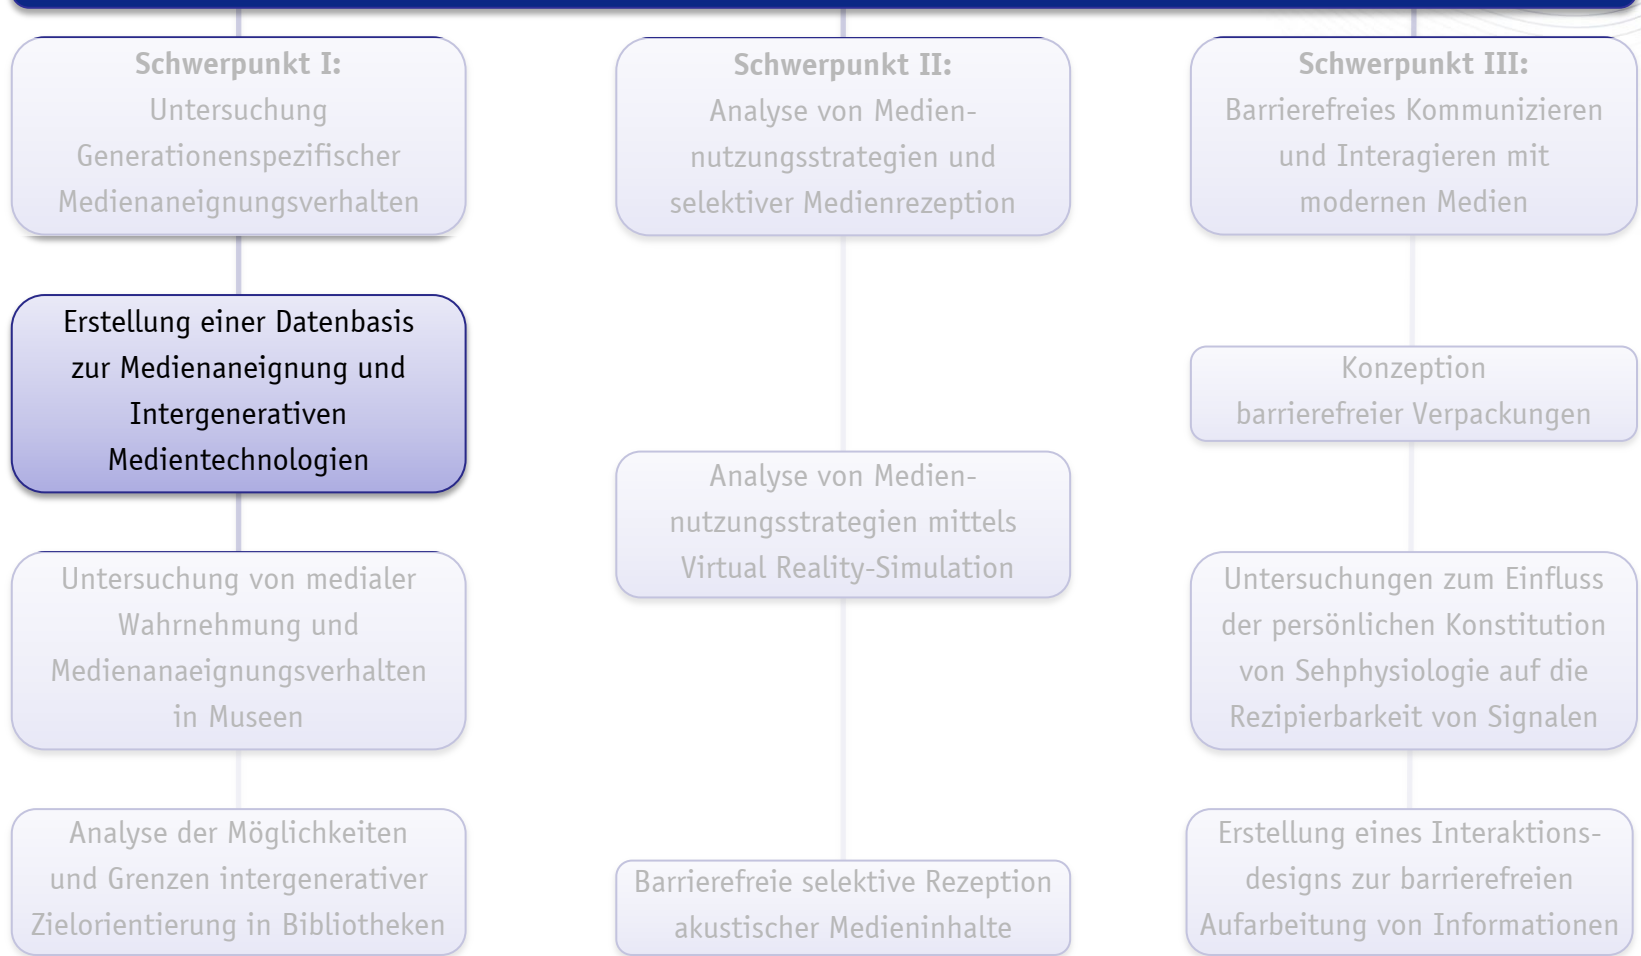 Schwerpunkt I:
Untersuchung
Generationenspezifischer
Medienaneignungsverhalten
Erstellung einer Datenbasis
zur Medienaneignung und
Intergenerativen
Medientechnologien
Untersuchung von medialer
Wahrnehmung und
Medienanaeignungsverhalten
in Museen
Analyse der Möglichkeiten
und Grenzen intergenerativer
Zielorientierung in Bibliotheken
Schwerpunkt II:
Analyse von Medien-
nutzungsstrategien und
selektiver Medienrezeption
Analyse von Medien-
nutzungsstrategien mittels
Virtual Reality-Simulation
Barrierefreie selektive Rezeption
akustischer Medieninhalte
Schwerpunkt III:
Barrierefreies Kommunizieren
und Interagieren mit
modernen Medien
Konzeption
barrierefreier Verpackungen
Untersuchungen zum Einfluss
der persönlichen Konstitution
von Sehphysiologie auf die
Rezipierbarkeit von Signalen
Erstellung eines Interaktions-
designs zur barrierefreien
Aufarbeitung von Informationen